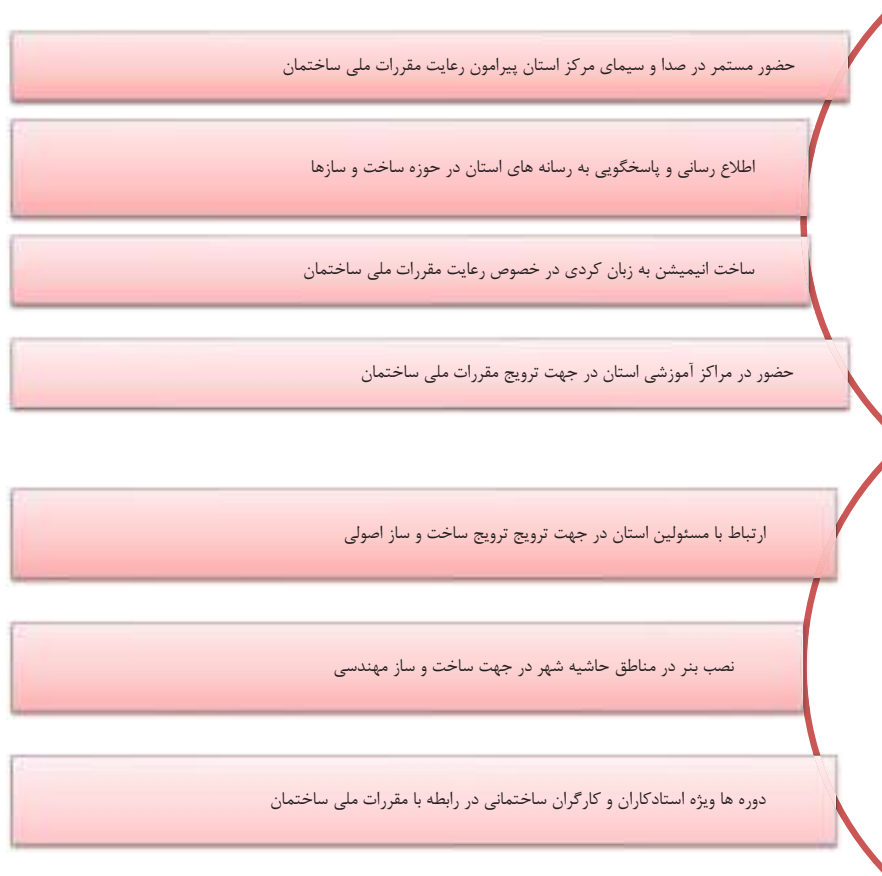 حضور مستمر در صدا و سیمای مرکز استان پیرامون رعایت مقررات ملی ساختمان
اطلاع رسانی و پاسخگویی به رسانه های استان در حوزه ساخت و سازها
ساخت انیمیشن به زبان کردی در خصوص رعایت مقررات ملی ساختمان
حضور در مراکز آموزشی استان در جهت ترویج مقررات ملی ساختمان
ارتباط با مسئولین استان در جهت ترویج ترویج ساخت و ساز اصولی
نصب بنر در مناطق حاشیه شهر در جهت ساخت و ساز مهندسی
دوره ها ویژه استادکاران و کارگران ساختمانی در رابطه با مقررات ملی ساختمان